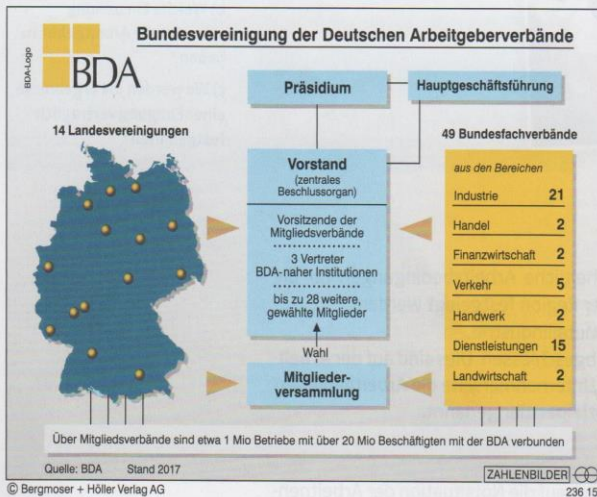 Bundesvereinigung der Deutschen Arbeitgeberverbände
BDA-Logo
BDA
Präsidium
Hauptgeschäftsführung
14 Landesvereinigungen
Vorstand
(zentrales
Beschlussorgan)
Vorsitzende der
Mitgliedsverbände
3 Vertreter
BDA-naher Institutionen
bis zu 28 weitere,
gewählte Mitglieder
Wahl
Mitglieder-
versammlung
49 Bundesfachverbände
aus den Bereichen
Industrie 21
Handel 2
Finanzwirtschaft 2
Verkehr 5
Handwerk 2
Dienstleistungen 15
Landwirtschaft 2
Über Mitgliedsverbände sind etwa 1 Mio Betriebe mit über 20 Mio Beschäftigten mit der BDA verbunden
Quelle: BDA Stand 2017
ZAHLENBILDER
© Bergmoser + Höller Verlag AG
236 15